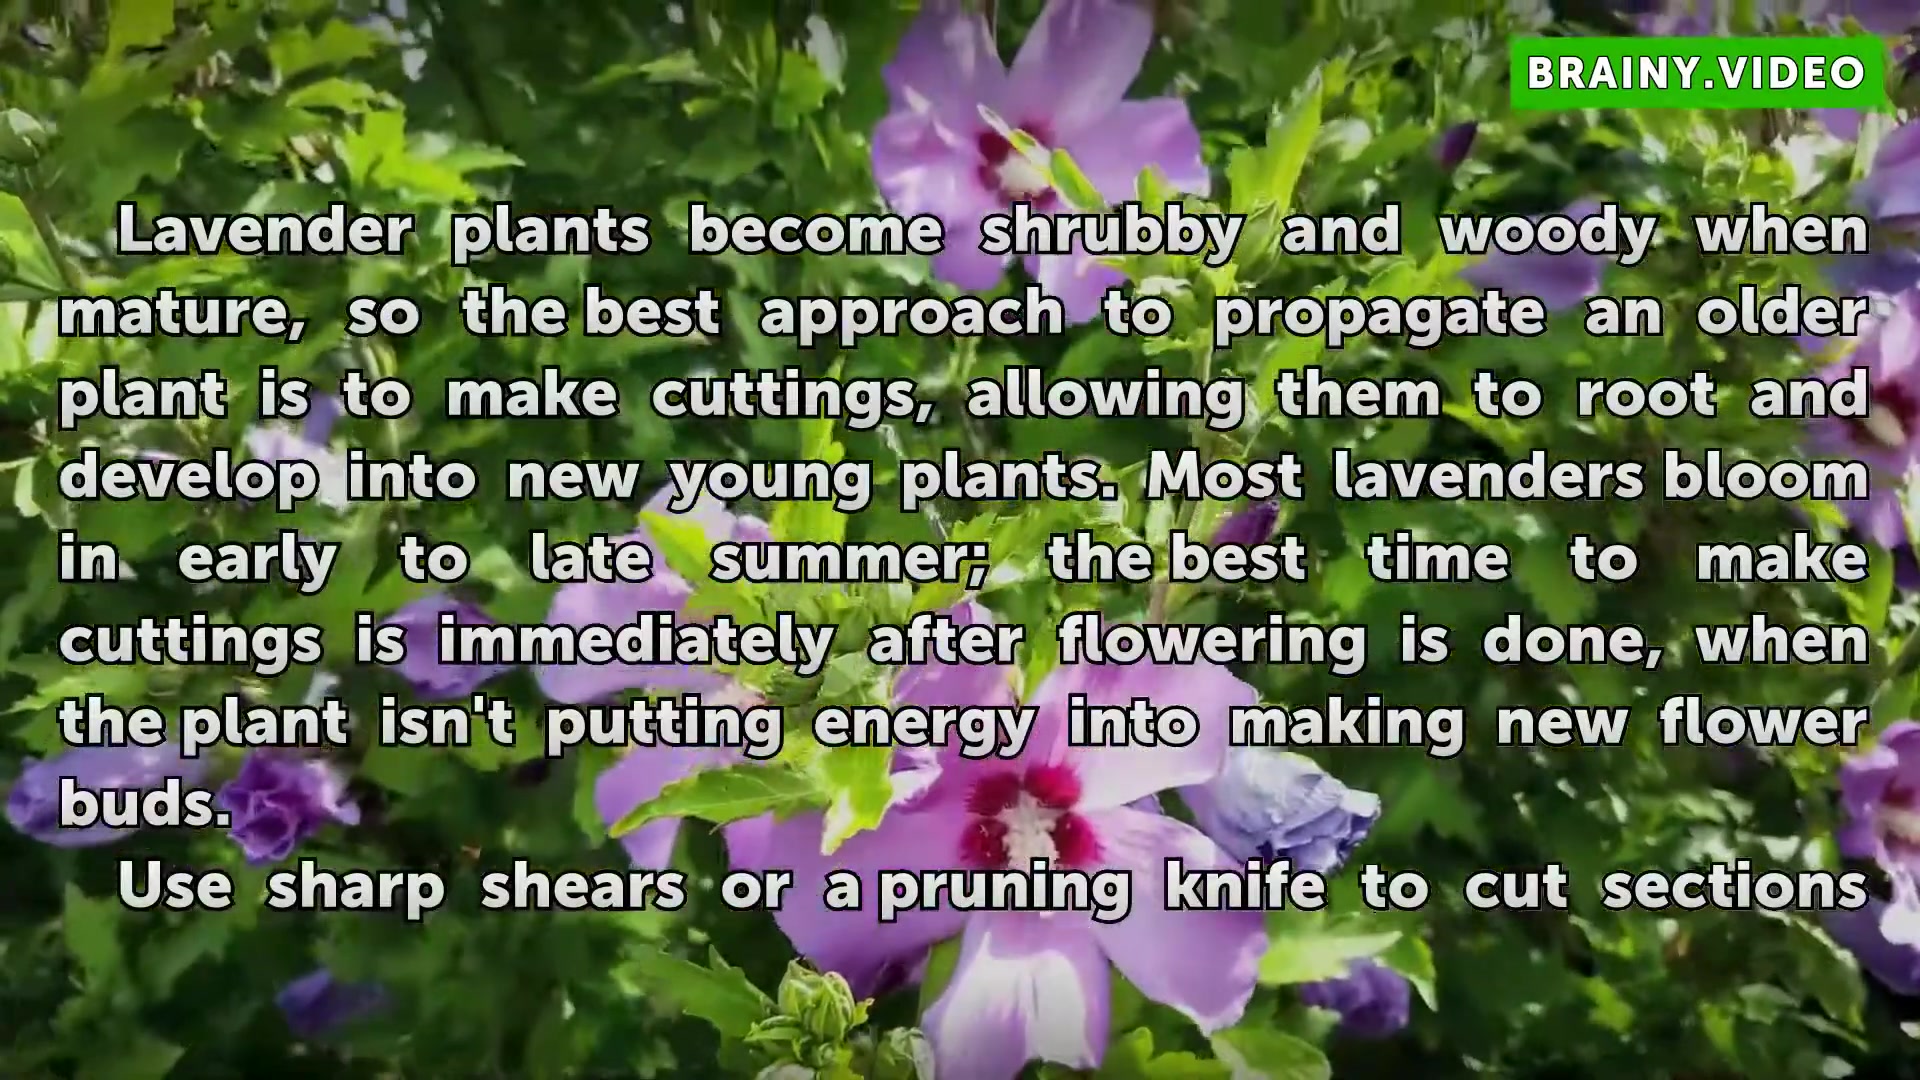 BRAINY.VIDEO
Lavender plants become shrubby and woody when
mature, so the best approach to propagate an older
plant is to make cuttings, allowing them to root and
develop into new young plants. Most lavenders bloom
in early to late summer; the best time to make
cuttings is immediately after flowering is done, when
the plant isn't putting energy into making new flower
buds.
Use sharp shears or a pruning knife to cut sections